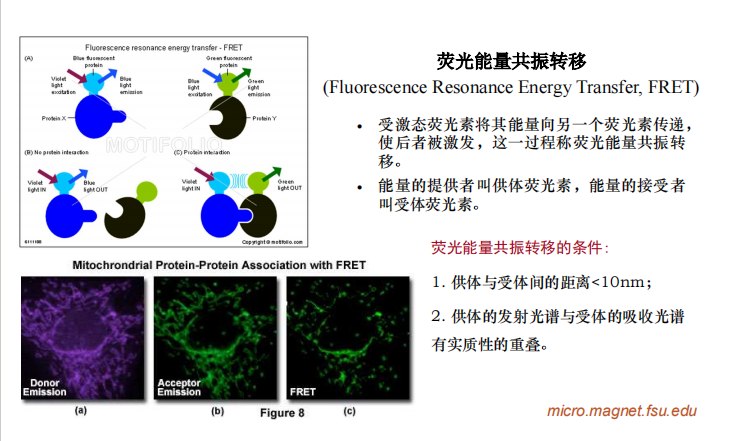 Fluorescence resonance energy transfer - FRET
(A)
Blue fluorescent
protein
Green fluorescent
protein
Violet
light
excitation
Blue
light
emission
Blue
light
excitation
Green
light
emission
Protein X
Protein Y
MOTIFOLIO
(B) No protein interaction
(C) Protein interaction
Violet
light IN
Blue
light OUT
Violet
light IN
Green
light OUT
6111108
Copyright @ motifolio.com
Mitochrondrial Protein-Protein Association with FRET
Donor
Emission
Acceptor
Emission
FRET
(a)
(b)
(c)
Figure 8
荧光能量共振转移
(Fluorescence Resonance Energy Transfer, FRET)
• 受激态荧光素将其能量向另一个荧光素传递，
使后者被激发，这一过程称荧光能量共振转
移。
• 能量的提供者叫供体荧光素，能量的接受者
叫受体荧光素。
荧光能量共振转移的条件：
1. 供体与受体间的距离<10nm；
2. 供体的发射光谱与受体的吸收光谱
有实质性的重叠。
micro.magnet.fsu.edu